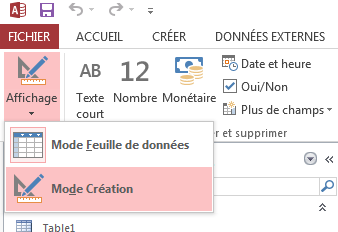 FICHIER ACCUEIL CRÉER DONNÉES EXTERNES
Affichage
AB
Texte court
12
Nombre
Monétaire
Date et heure
Oui/Non
Plus de champs
er et supprimer
Mode Feuille de données
Mode Création
Table1